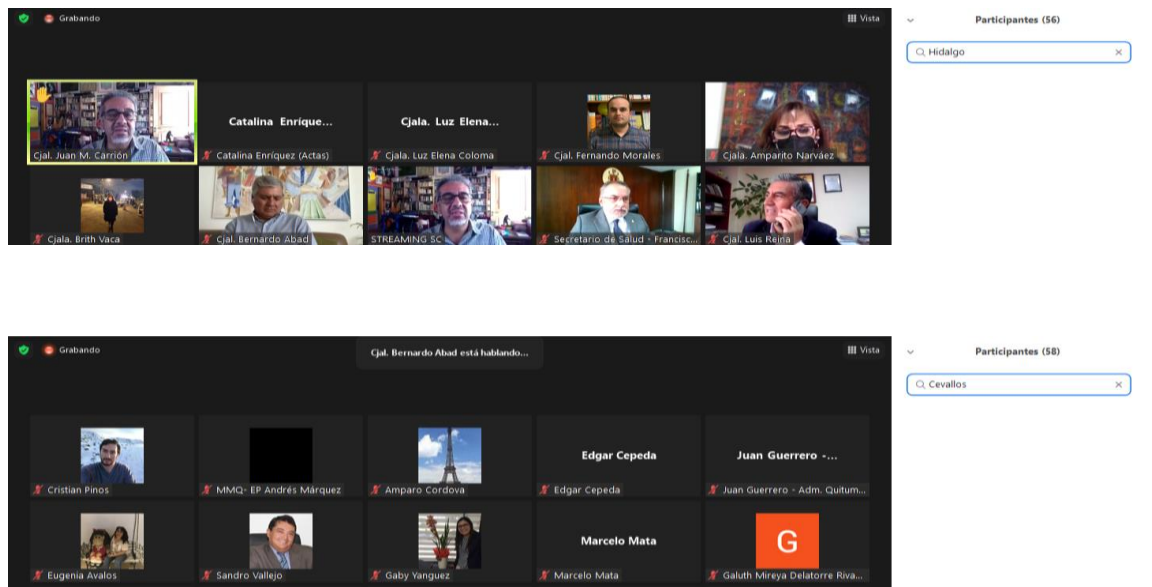 Grabando
Vista
Participantes (56)
Hidalgo
Catalina Enrique...
Cjala. Luz Elena...
Cjal. Juan M. Carrión
Catalina Enríquez (Actas)
Cjala. Luz Elena Coloma
Cjal. Fernando Morales
Cjala. Amparito Narváez
Cjala. Brith Vaca
Cjal. Bernardo Abad
STREAMING SC
Secretario de Salud - Francisc...
Cjal. Luis Reina
Grabando
Cjal. Bernardo Abad está hablando...
Vista
Participantes (58)
Cevallos
Edgar Cepeda
Juan Guerrero -...
Cristian Pinos
MMQ- EP Andrés Márquez
Amparo Cordova
Edgar Cepeda
Juan Guerrero - Adm. Quitum...
Marcelo Mata
G
Eugenia Avalos
Sandro Vallejo
Gaby Yanguez
Marcelo Mata
Galuth Mireya Delatorre Riva...